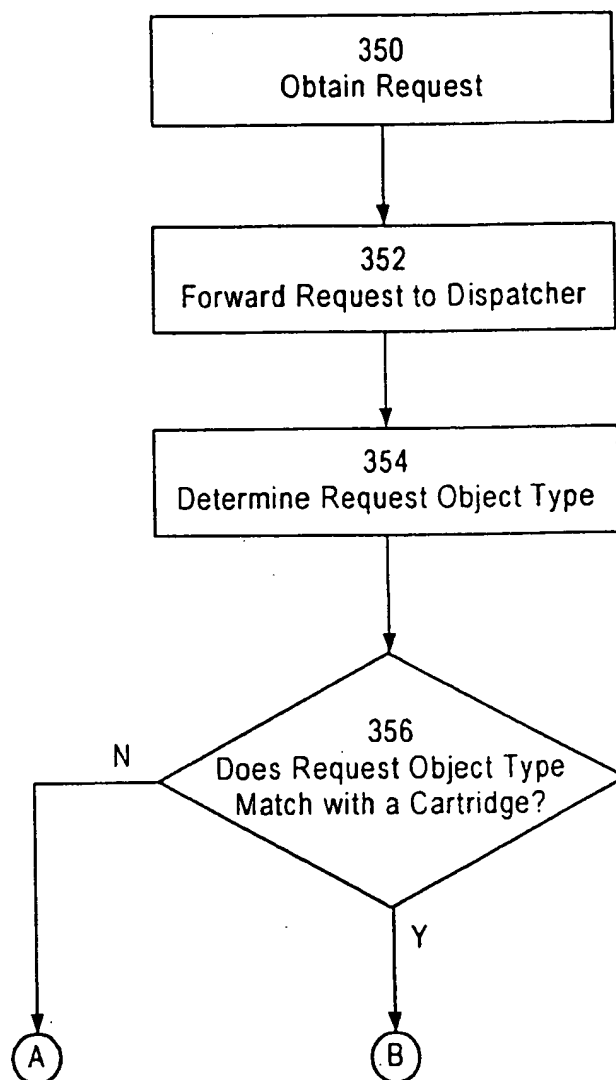 350
Obtain Request
352
Forward Request to Dispatcher
354
Determine Request Object Type
356
Does Request Object Type
Match with a Cartridge?
N
Y
A
B